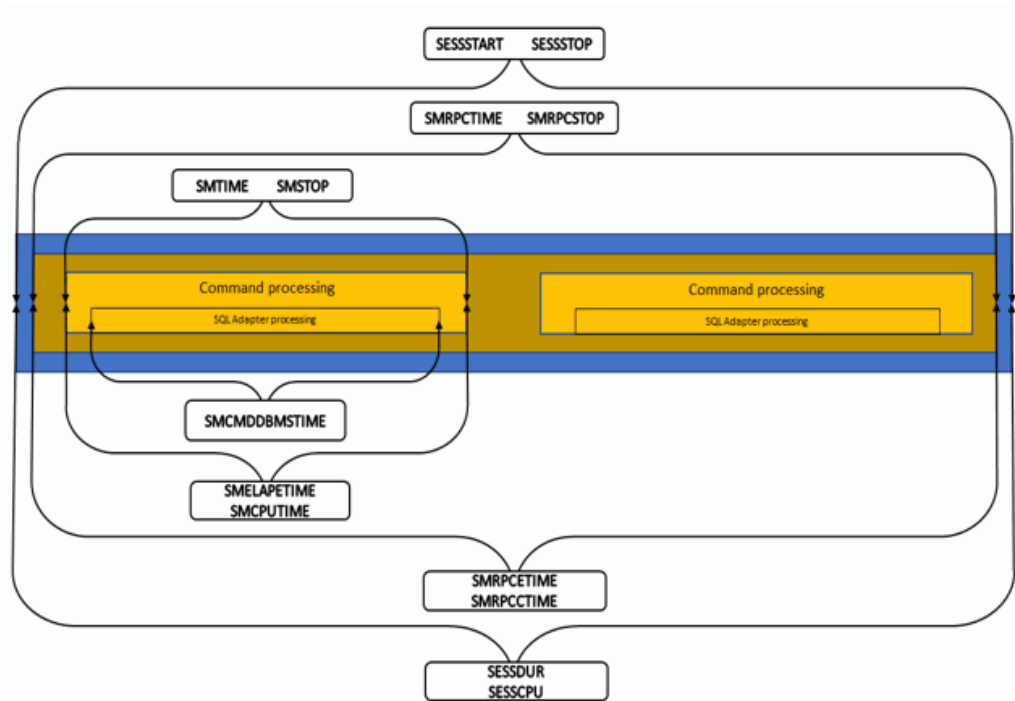 SESSSTART SESSSTOP
SMRPCTIME SMRPCSTOP
SMTIME SMSTOP
Command processing
SQL Adapter processing
Command processing
SQL Adapter processing
SMCMDDBMSTIME
SMELAPETIME
SMCPUTIME
SMRPCETIME
SMRPCCTIME
SESSDUR
SESSCPU